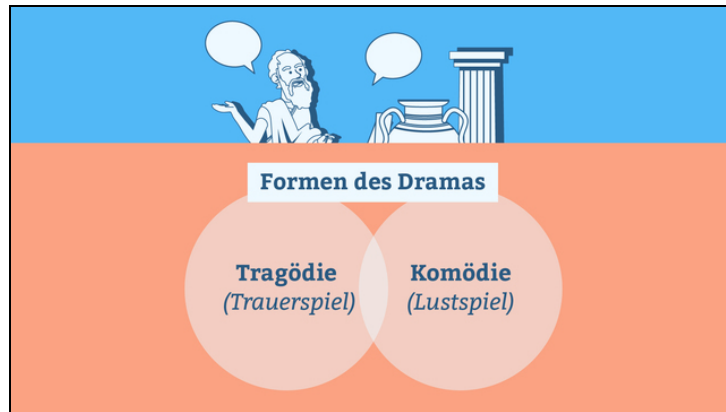 Formen des Dramas
Tragödie
(Trauerspiel)
Komödie
(Lustspiel)